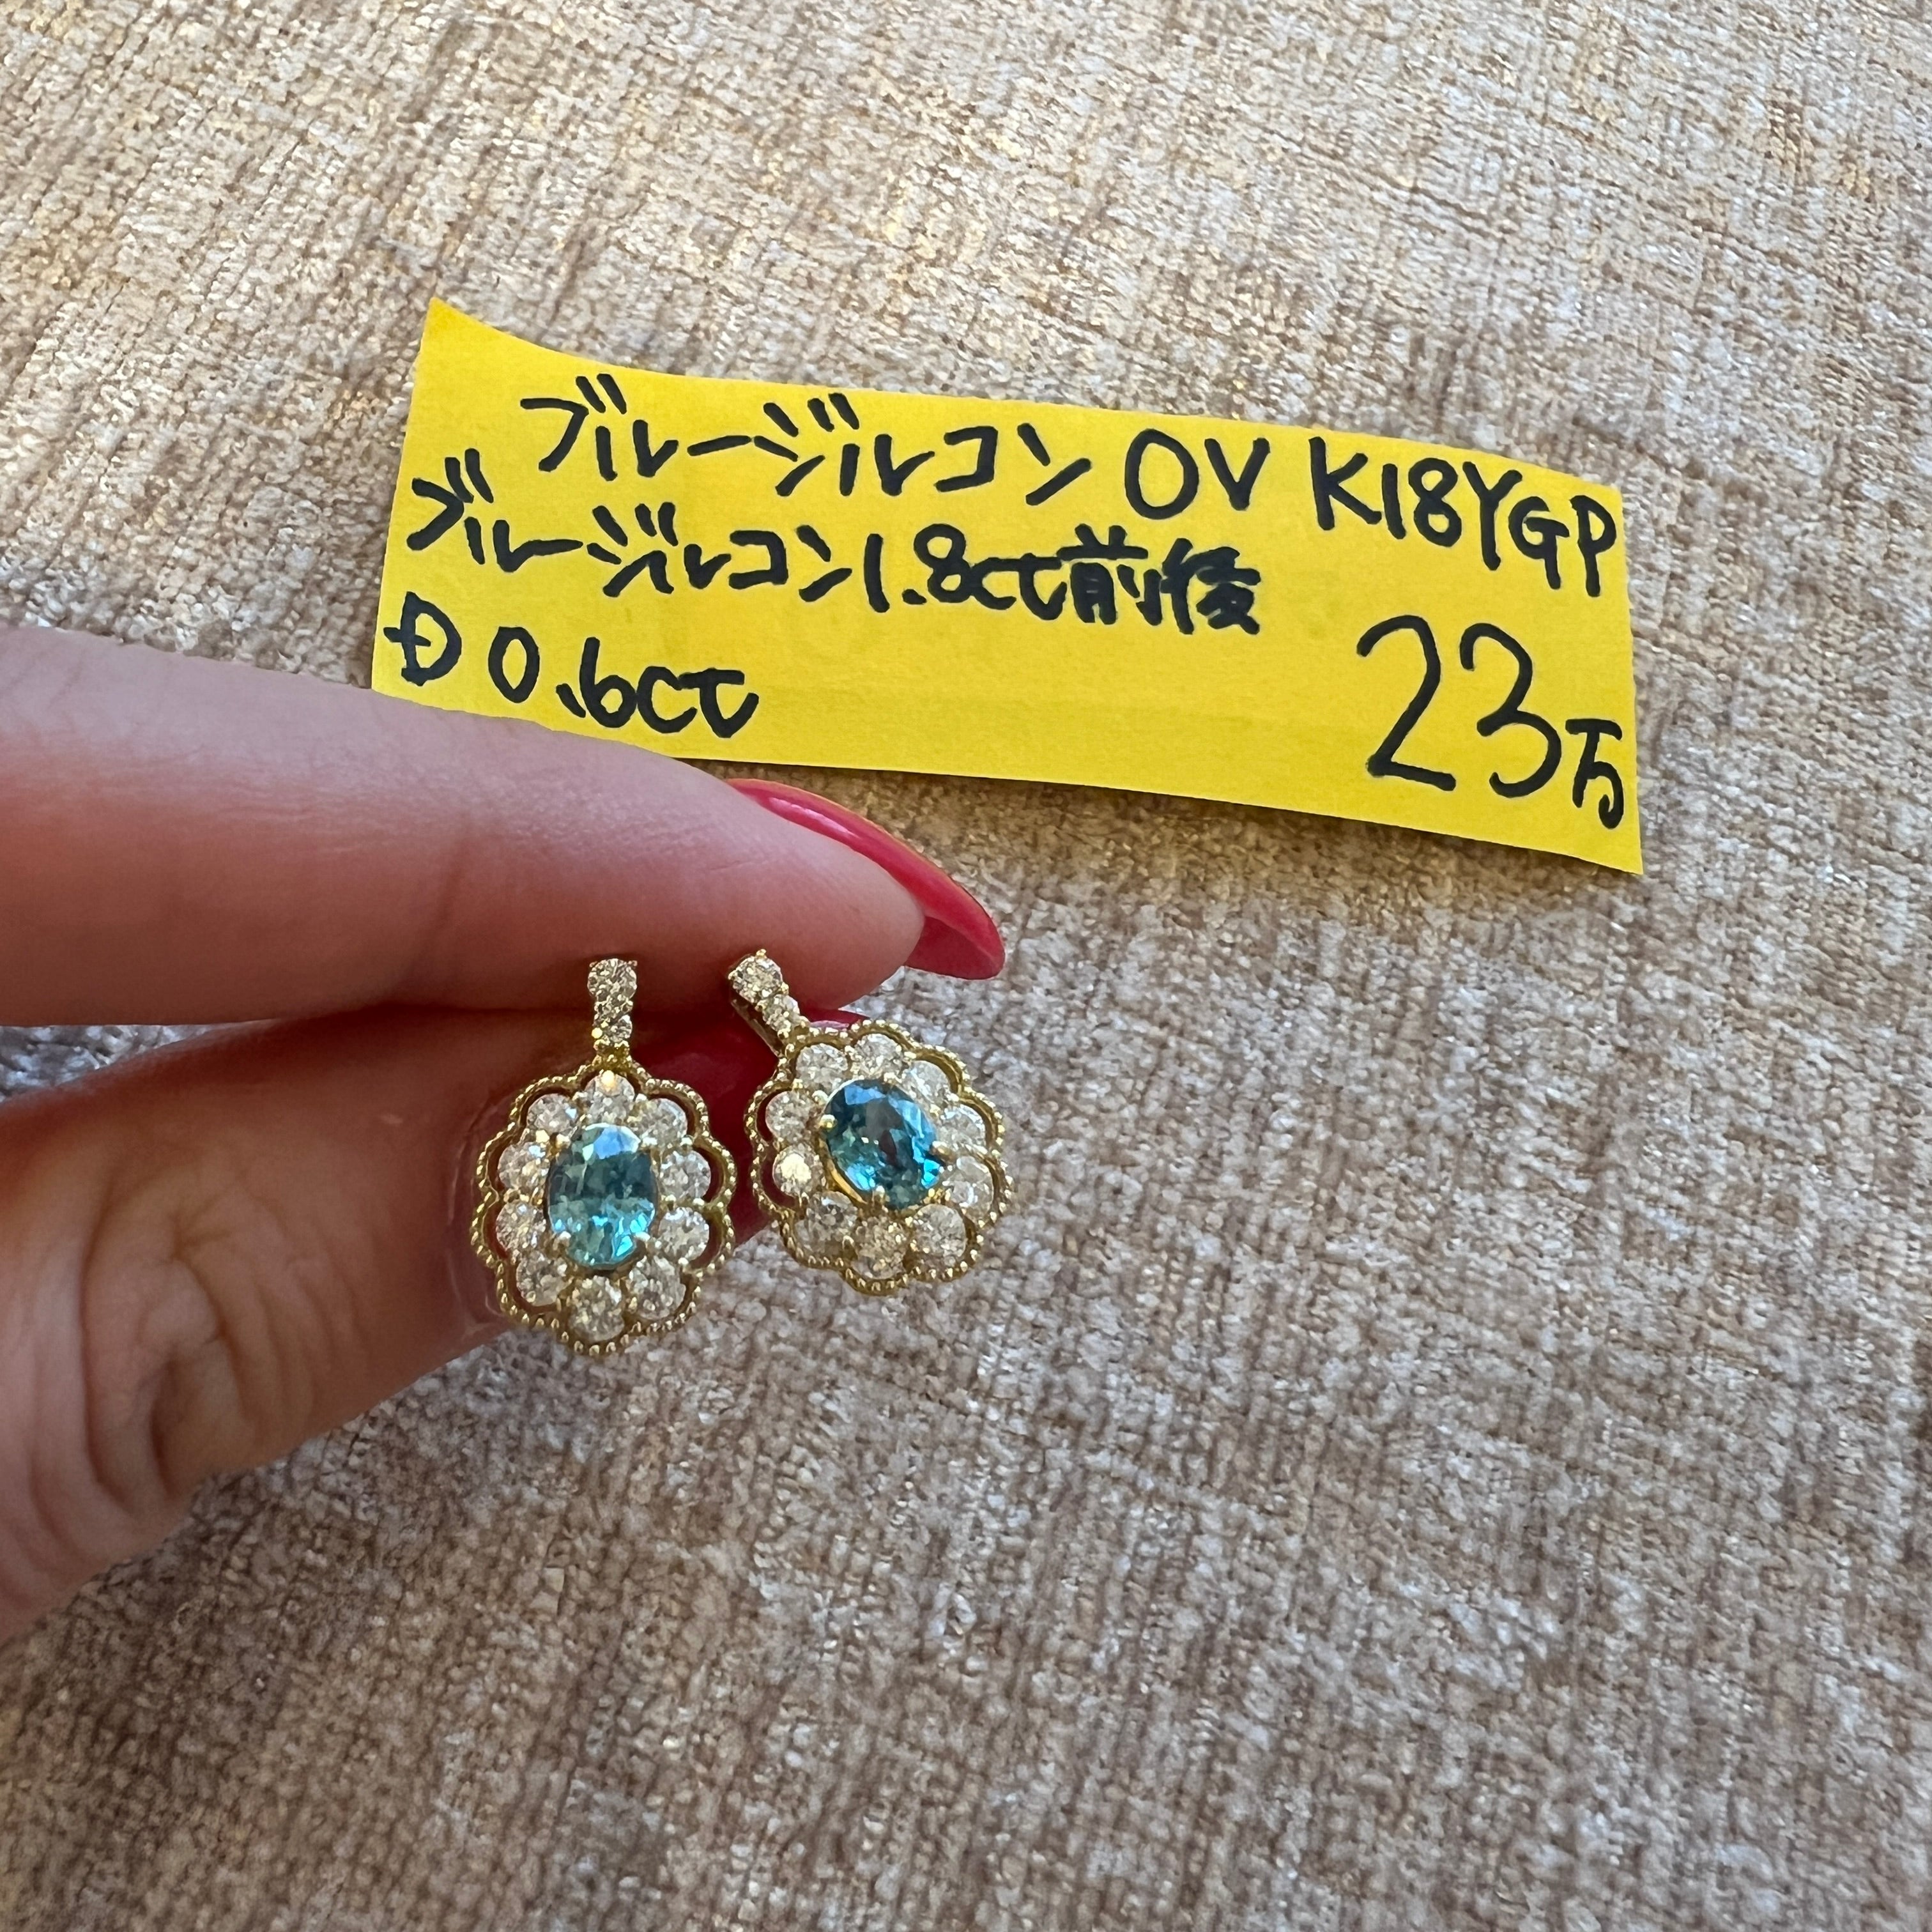 ブルージルコン OV K18YGP
ブルージルコン1.8ct前後
D 0.6ct
23万